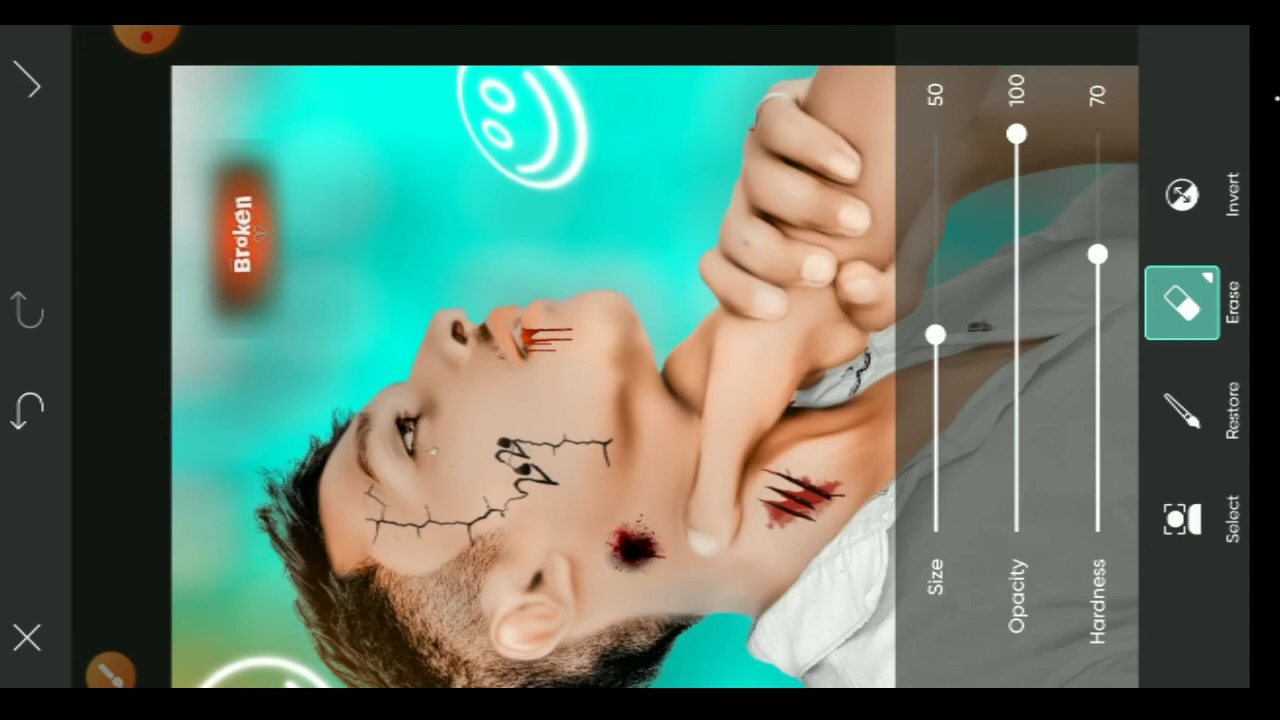 Broken
50
100
70
Size
Opacity
Hardness
Invert
Erase
Restore
Select